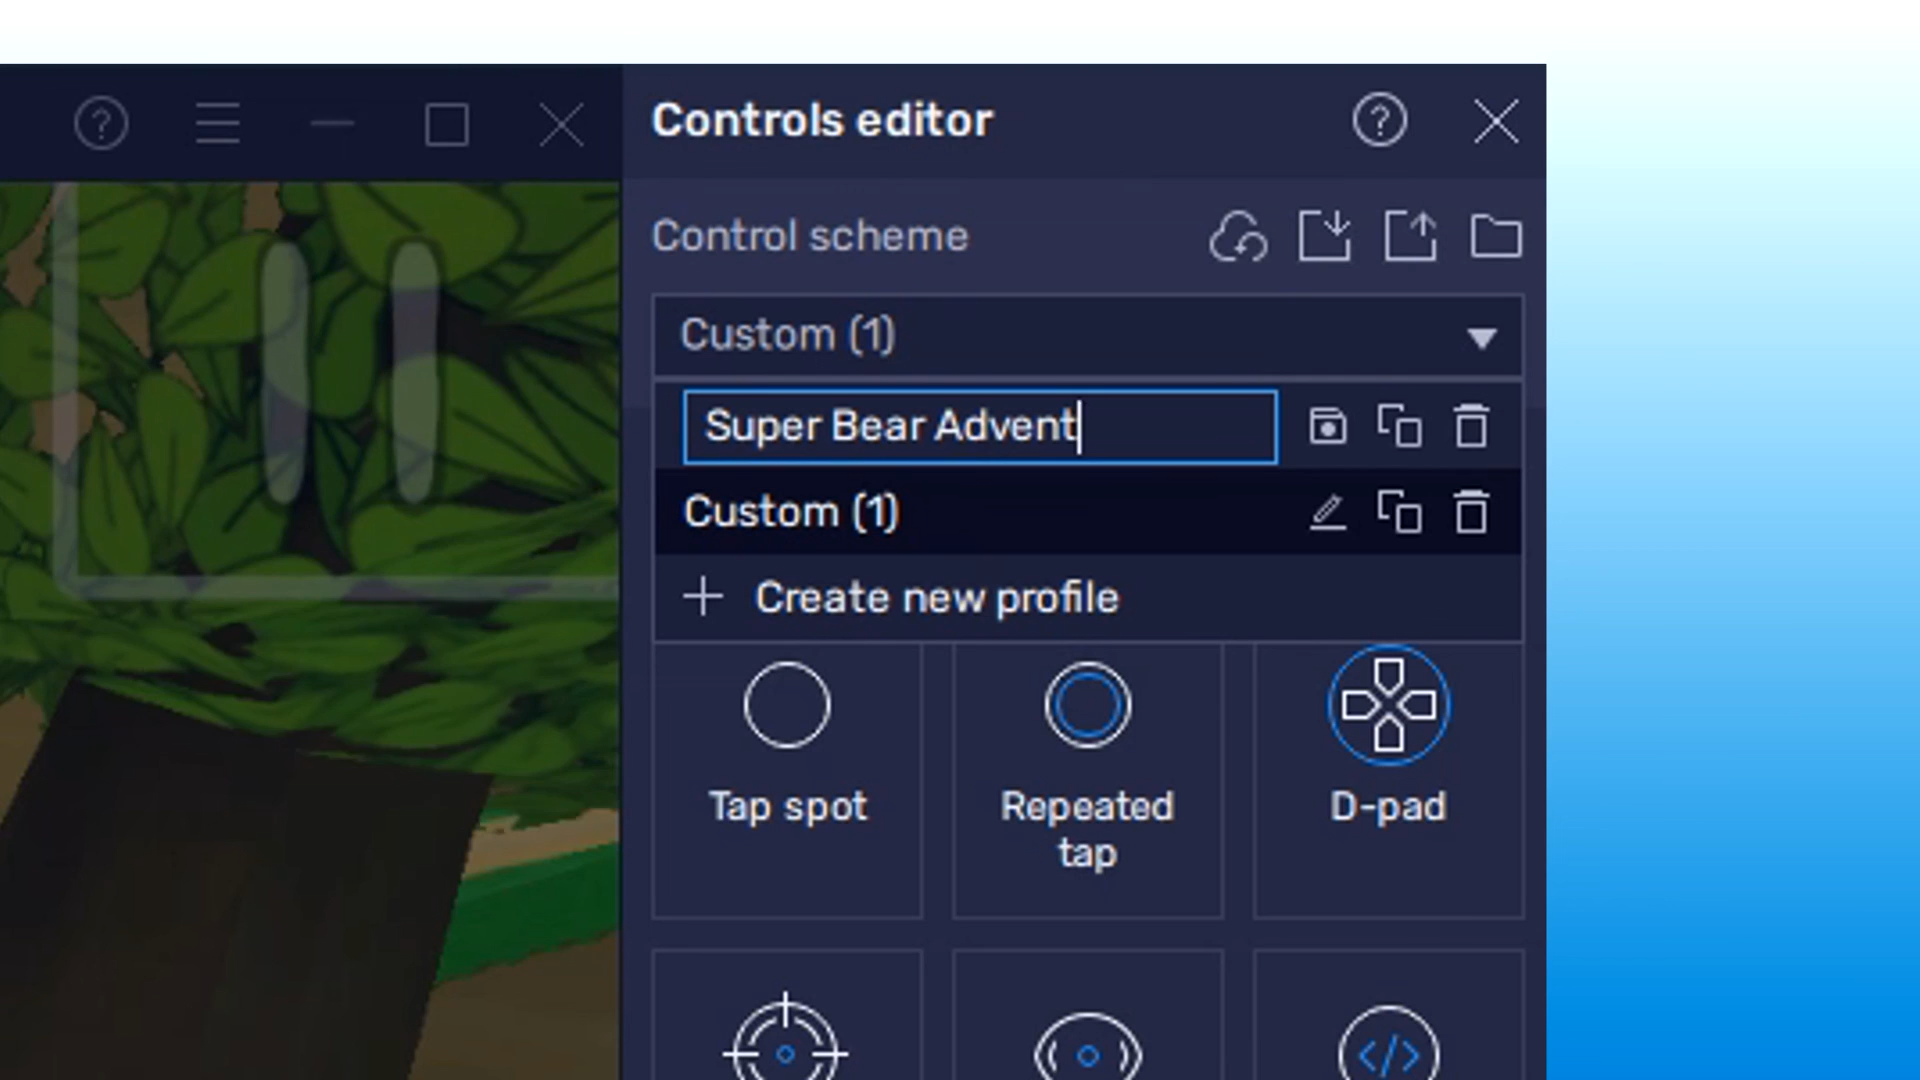 Controls editor
Control scheme
Custom (1)
Super Bear Advent
Custom (1)
Create new profile
Tap spot
Repeated
tap
D-pad